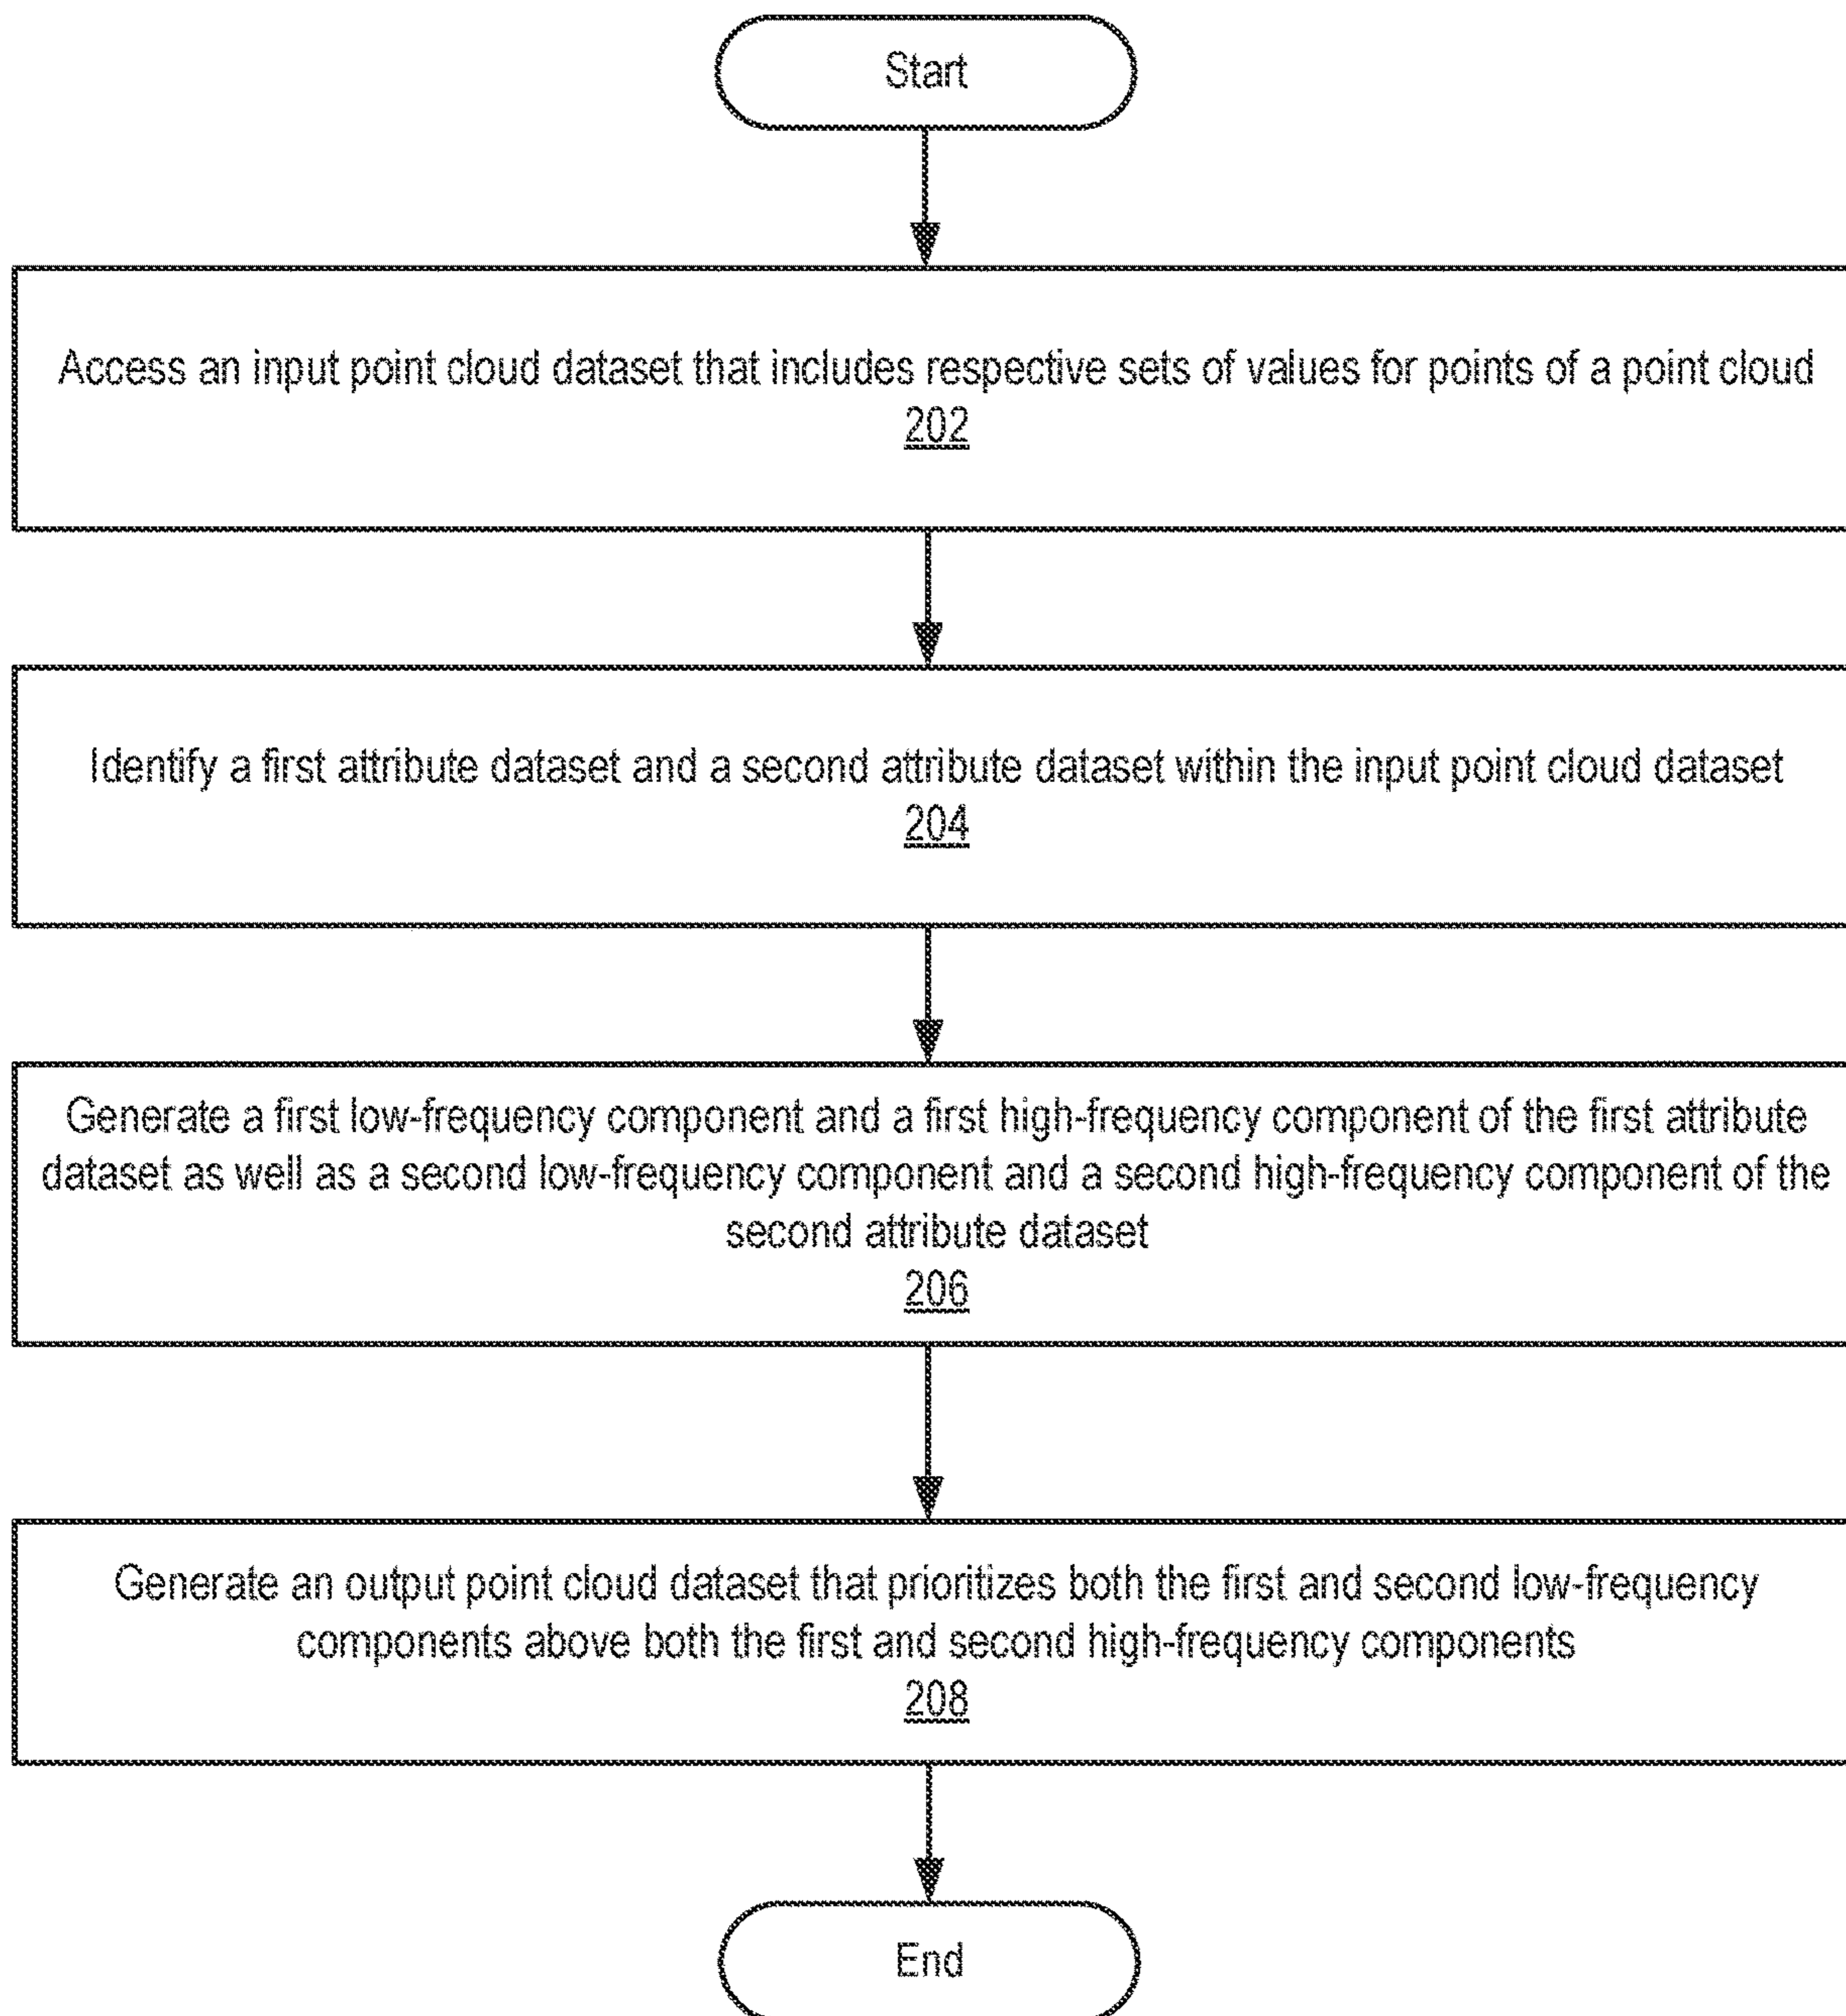 Start
Access an input point cloud dataset that includes respective sets of values for points of a point cloud
202
Identify a first attribute dataset and a second attribute dataset within the input point cloud dataset
204
Generate a first low-frequency component and a first high-frequency component of the first attribute
dataset as well as a second low-frequency component and a second high-frequency component of the
second attribute dataset
206
Generate an output point cloud dataset that prioritizes both the first and second low-frequency
components above both the first and second high-frequency components
208
End